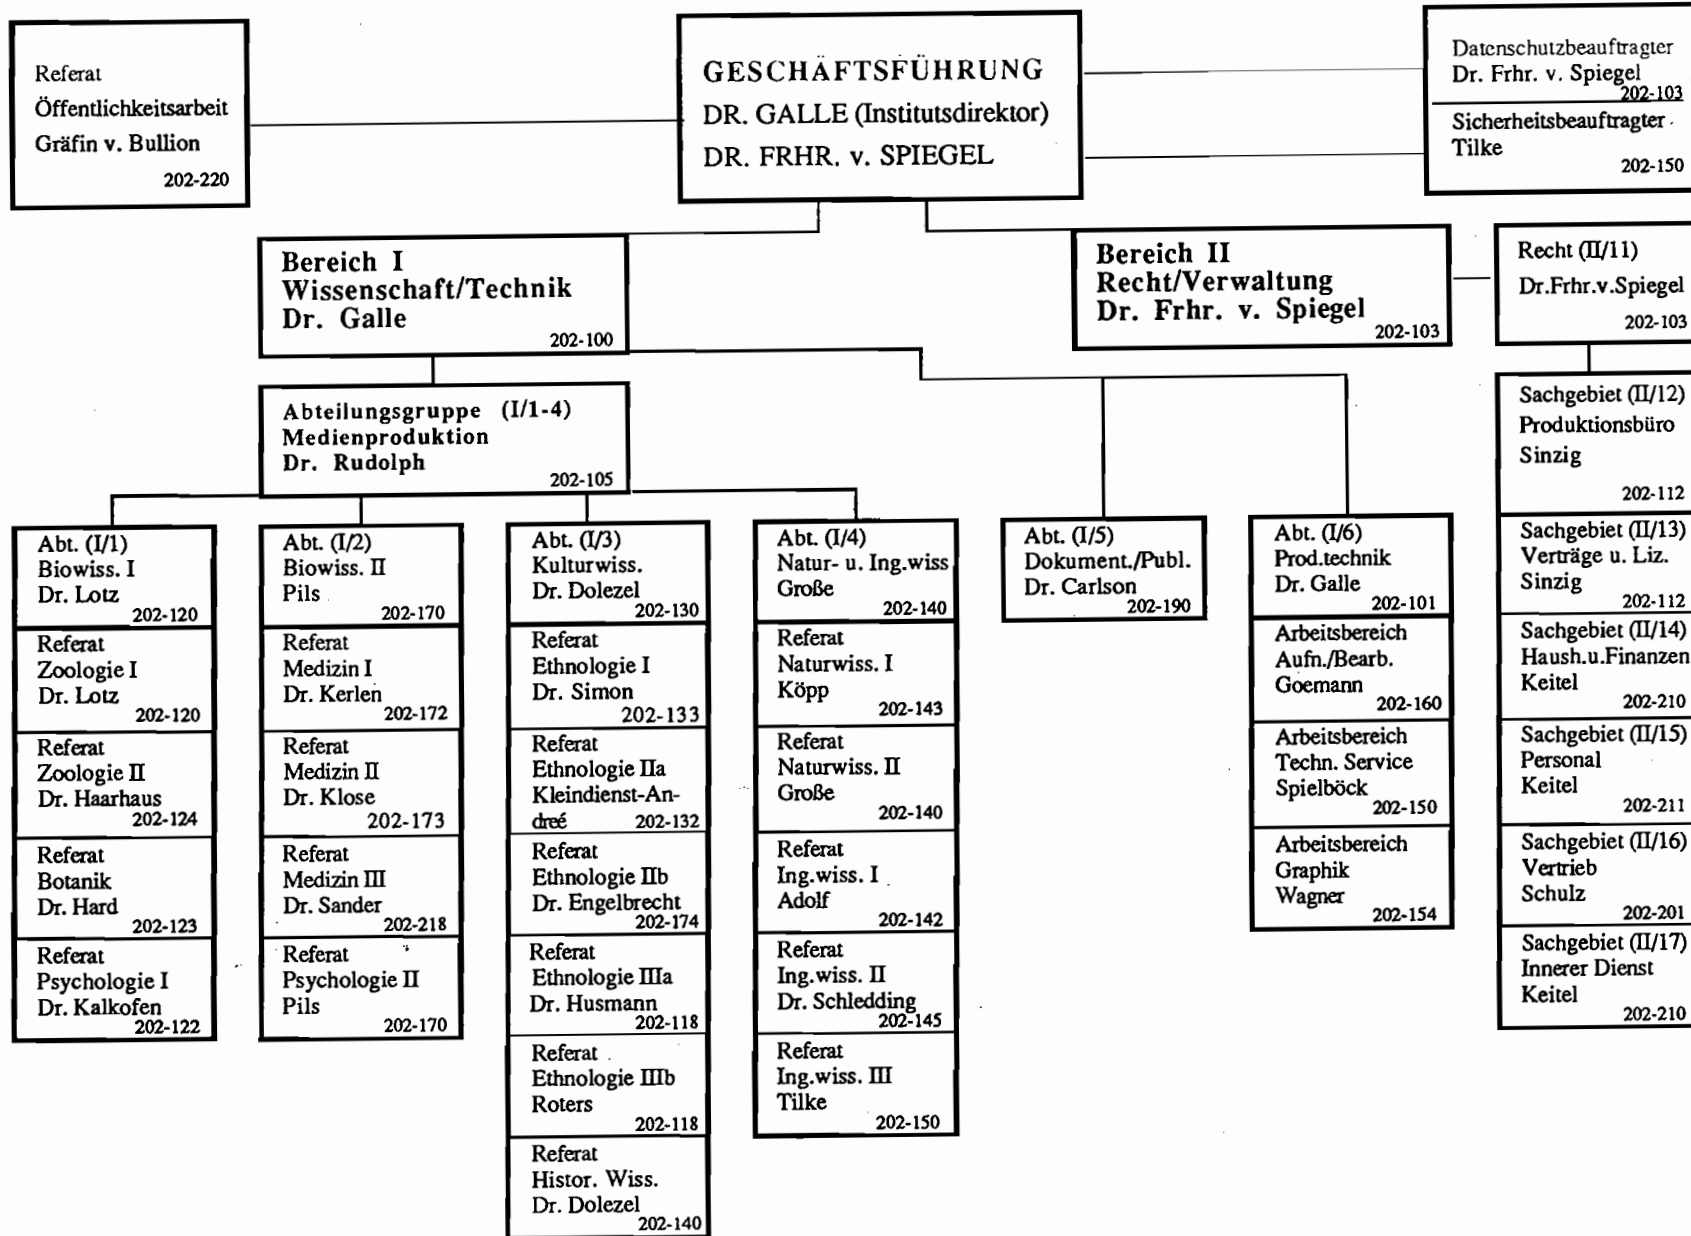 Referat
Öffentlichkeitsarbeit
Gräfin v. Bullion
202-220
GESCHÄFTSFÜHRUNG
DR. GALLE (Institutsdirektor)
DR. FRHR. v. SPIEGEL
Datenschutzbeauftragter
Dr. Frhr. v. Spiegel
202-103
Sicherheitsbeauftragter
Tilke
202-150
Bereich I
Wissenschaft/Technik
Dr. Galle
202-100
Bereich II
Recht/Verwaltung
Dr. Frhr. v. Spiegel
202-103
Recht (II/11)
Dr.Frhr.v.Spiegel
202-103
Abteilungsgruppe (I/1-4)
Medienproduktion
Dr. Rudolph
202-105
Abt. (I/1)
Biowiss. I
Dr. Lotz
202-120
Referat
Zoologie I
Dr. Lotz
202-120
Referat
Zoologie II
Dr. Haarhaus
202-124
Referat
Botanik
Dr. Hard
202-123
Referat
Psychologie I
Dr. Kalkofen
202-122
Abt. (I/2)
Biowiss. II
Pils
202-170
Referat
Medizin I
Dr. Kerlen
202-172
Referat
Medizin II
Dr. Klose
202-173
Referat
Medizin III
Dr. Sander
202-218
Referat
Psychologie II
Pils
202-170
Abt. (I/3)
Kulturwiss.
Dr. Dolezel
202-130
Referat
Ethnologie I
Dr. Simon
202-133
Referat
Ethnologie IIa
Kleindienst-An-
dreé 202-132
Referat
Ethnologie IIb
Dr. Engelbrecht
202-174
Referat
Ethnologie IIIa
Dr. Husmann
202-118
Referat
Ethnologie IIIb
Roters
202-118
Referat
Histor. Wiss.
Dr. Dolezel
202-140
Abt. (I/4)
Natur- u. Ing.wiss
Große
202-140
Referat
Naturwiss. I
Köpp
202-143
Referat
Naturwiss. II
Große
202-140
Referat
Ing.wiss. I
Adolf
202-142
Referat
Ing.wiss. II
Dr. Schledding
202-145
Referat
Ing.wiss. III
Tilke
202-150
Abt. (I/5)
Dokument./Publ.
Dr. Carlson
202-190
Abt. (I/6)
Prod.technik
Dr. Galle
202-101
Arbeitsbereich
Aufn./Bearb.
Goemann
202-160
Arbeitsbereich
Techn. Service
Spielböck
202-150
Arbeitsbereich
Graphik
Wagner
202-154
Sachgebiet (II/12)
Produktionsbüro
Sinzig
202-112
Sachgebiet (II/13)
Verträge u. Liz.
Sinzig
202-112
Sachgebiet (II/14)
Haush.u.Finanzen
Keitel
202-210
Sachgebiet (II/15)
Personal
Keitel
202-211
Sachgebiet (II/16)
Vertrieb
Schulz
202-201
Sachgebiet (II/17)
Innerer Dienst
Keitel
202-210